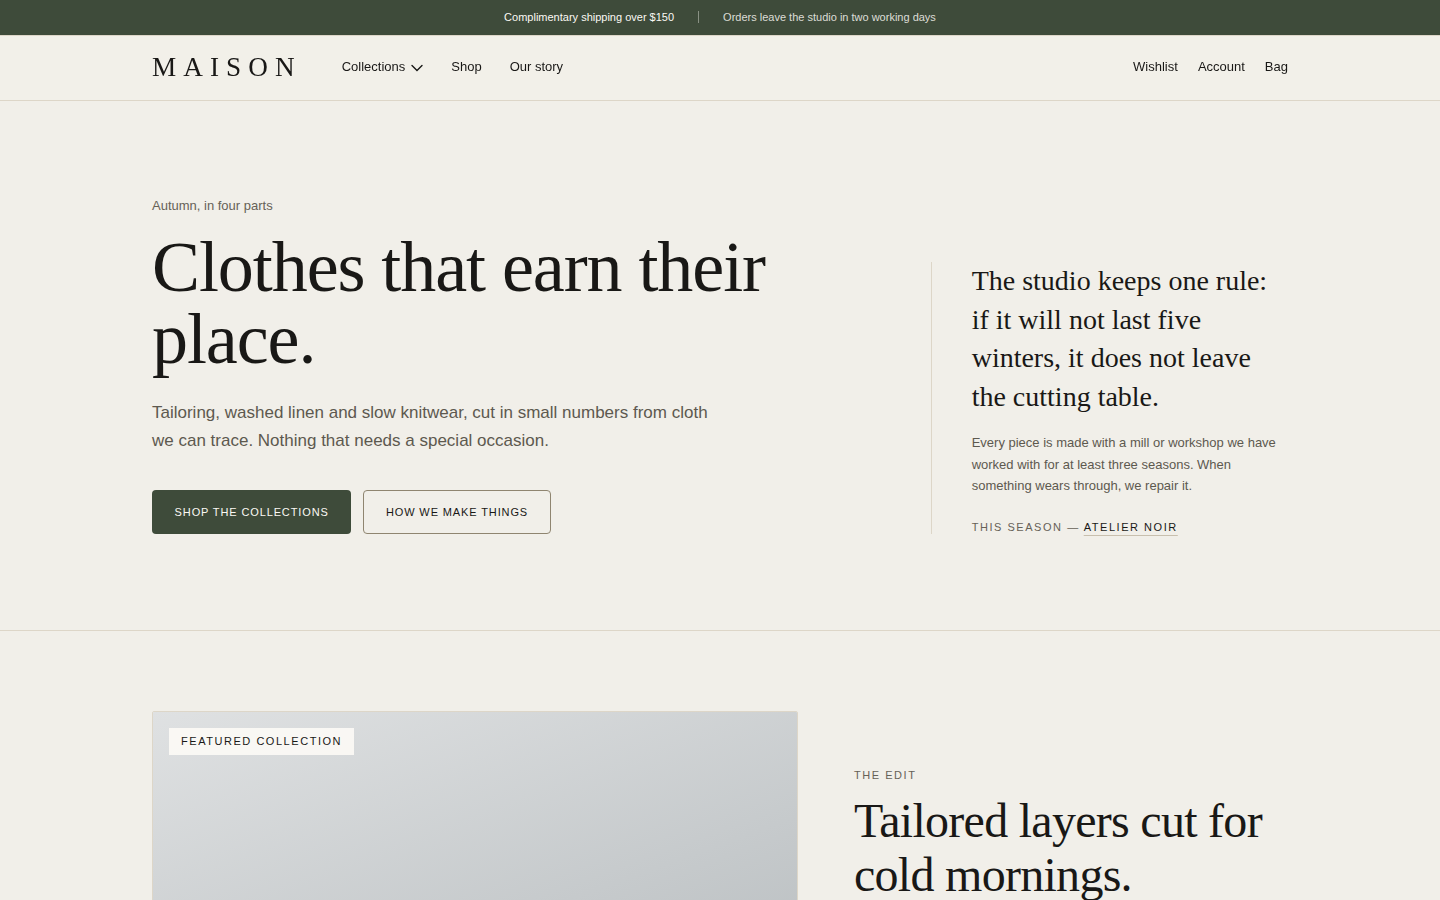 Complimentary shipping over $150
Orders leave the studio in two working days
MAISON
Collections
Shop
Our story
Wishlist
Account
Bag
Autumn, in four parts
Clothes that earn their
place.
Tailoring, washed linen and slow knitwear, cut in small numbers from cloth
we can trace. Nothing that needs a special occasion.
SHOP THE COLLECTIONS
HOW WE MAKE THINGS
The studio keeps one rule:
if it will not last five
winters, it does not leave
the cutting table.
Every piece is made with a mill or workshop we have
worked with for at least three seasons. When
something wears through, we repair it.
THIS SEASON — ATELIER NOIR
FEATURED COLLECTION
THE EDIT
Tailored layers cut for
cold mornings.